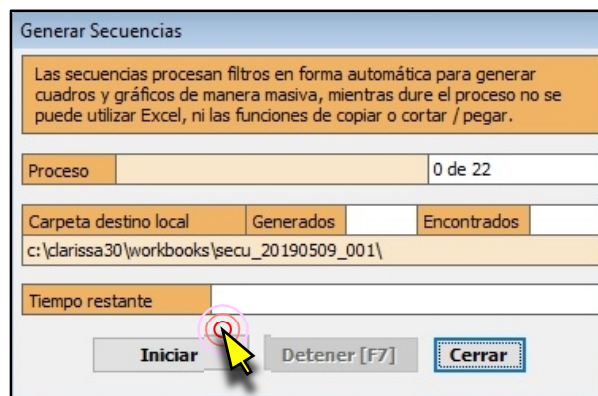 Generar Secuencias
Las secuencias procesan filtros en forma automática para generar
cuadros y gráficos de manera masiva, mientras dure el proceso no se
puede utilizar Excel, ni las funciones de copiar o cortar / pegar.
Proceso 0 de 22
Carpeta destino local Generados Encontrados
c:\clarissa30\workbooks\secu_20190509_001\
Tiempo restante
Iniciar Detener [F7] Cerrar